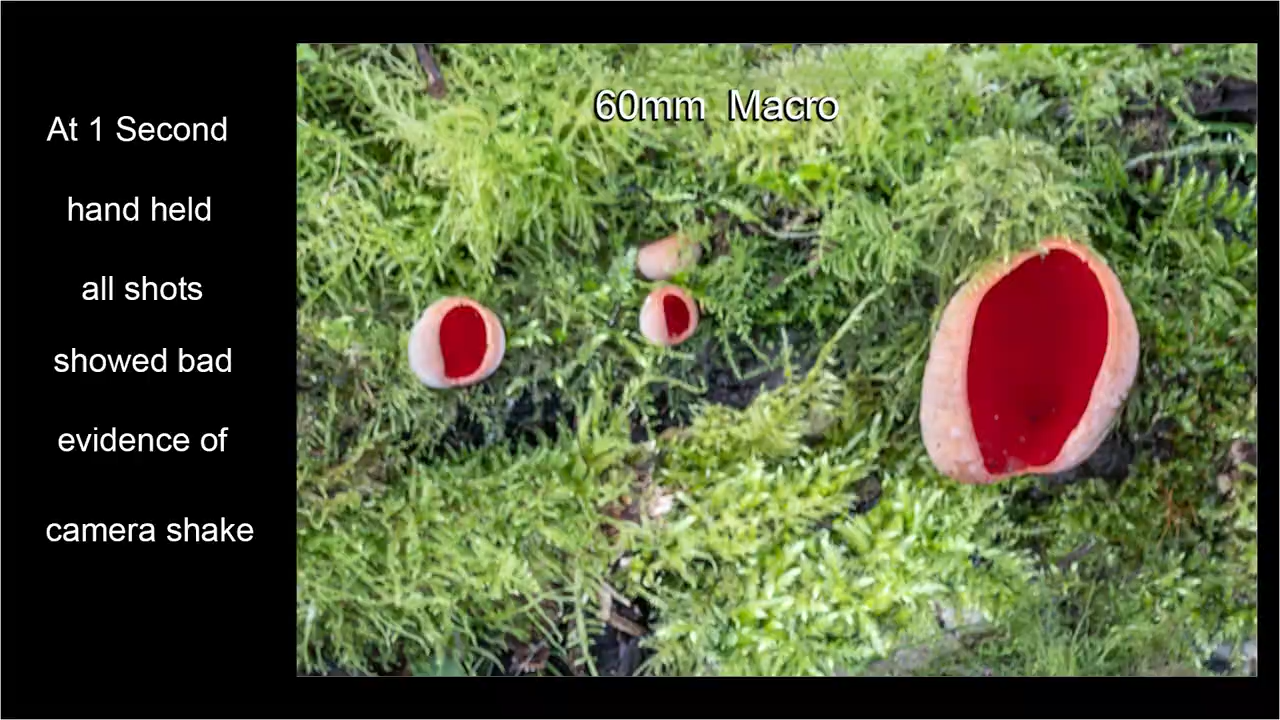 At 1 Second
hand held
all shots
showed bad
evidence of
camera shake
60mm Macro